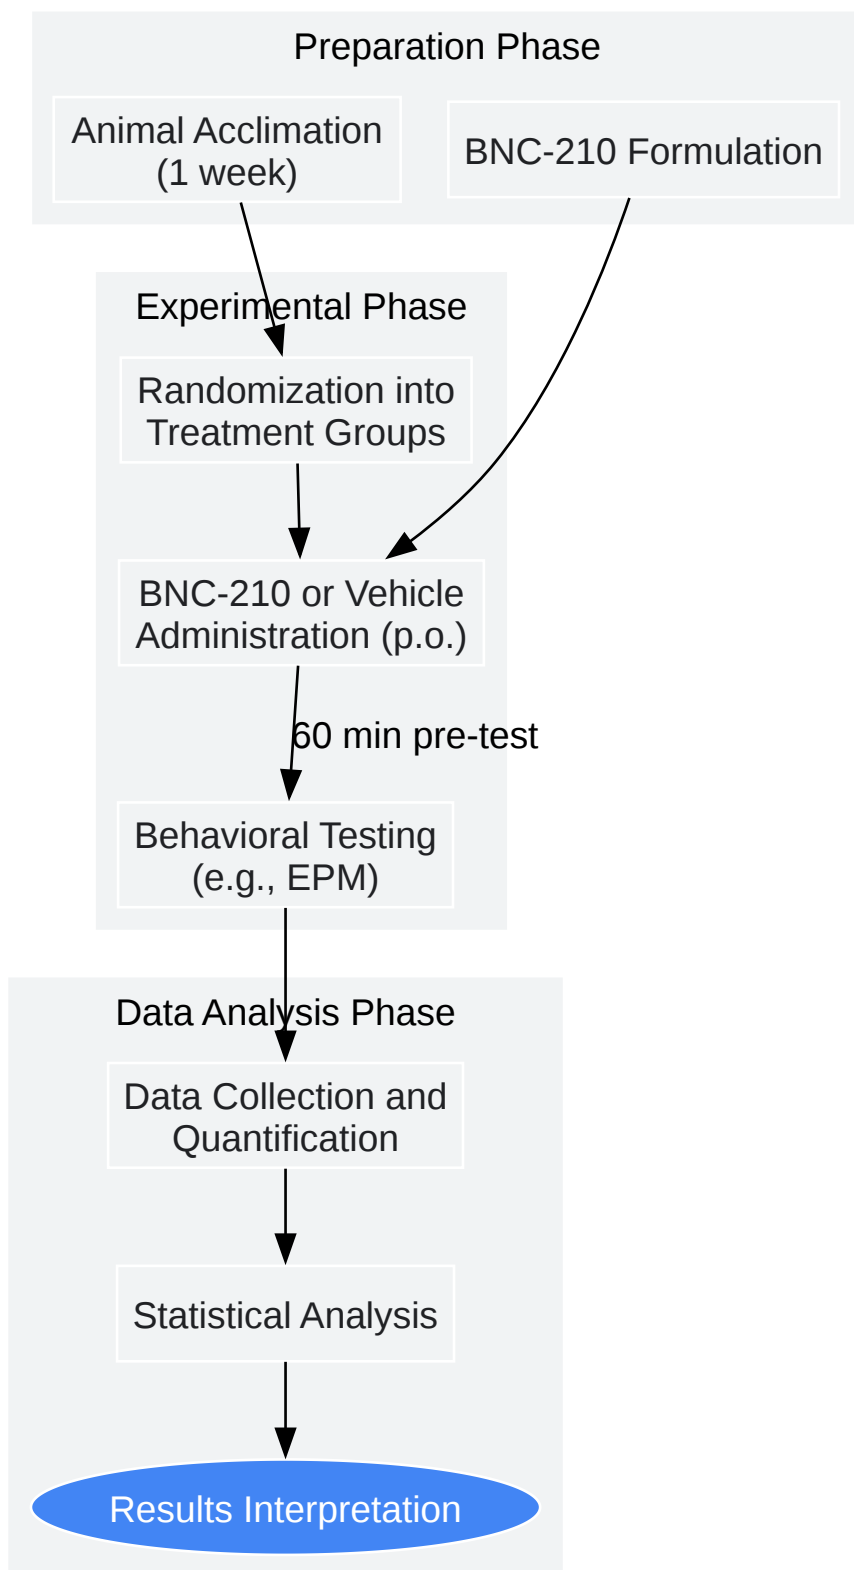 Preparation Phase
Animal Acclimation
(1 week)
BNC-210 Formulation
Experimental Phase
Randomization into
Treatment Groups
BNC-210 or Vehicle
Administration (p.o.)
60 min pre-test
Behavioral Testing
(e.g., EPM)
Data Analysis Phase
Data Collection and
Quantification
Statistical Analysis
Results Interpretation